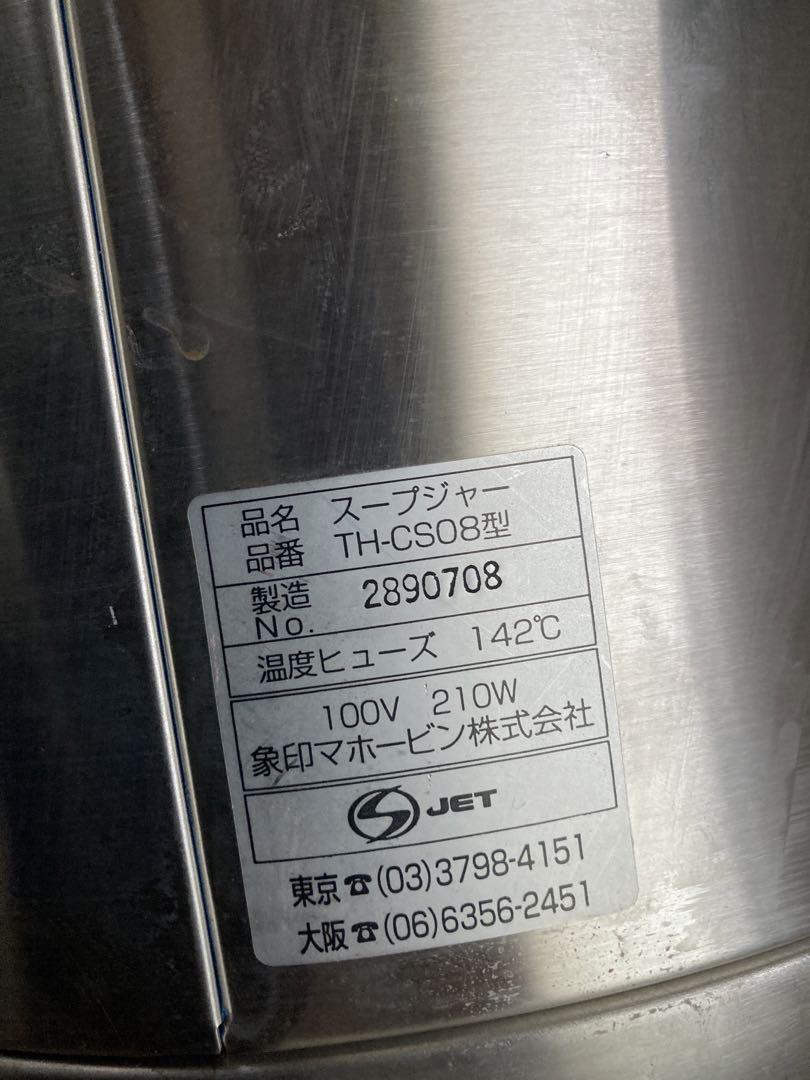 品名 スープジャー
品番 TH-CS08型
製造 No. 2890708
温度ヒューズ 142℃
100V 210W
象印マホービン株式会社
S JET
東京☎(03)3798-4151
大阪☎(06)6356-2451